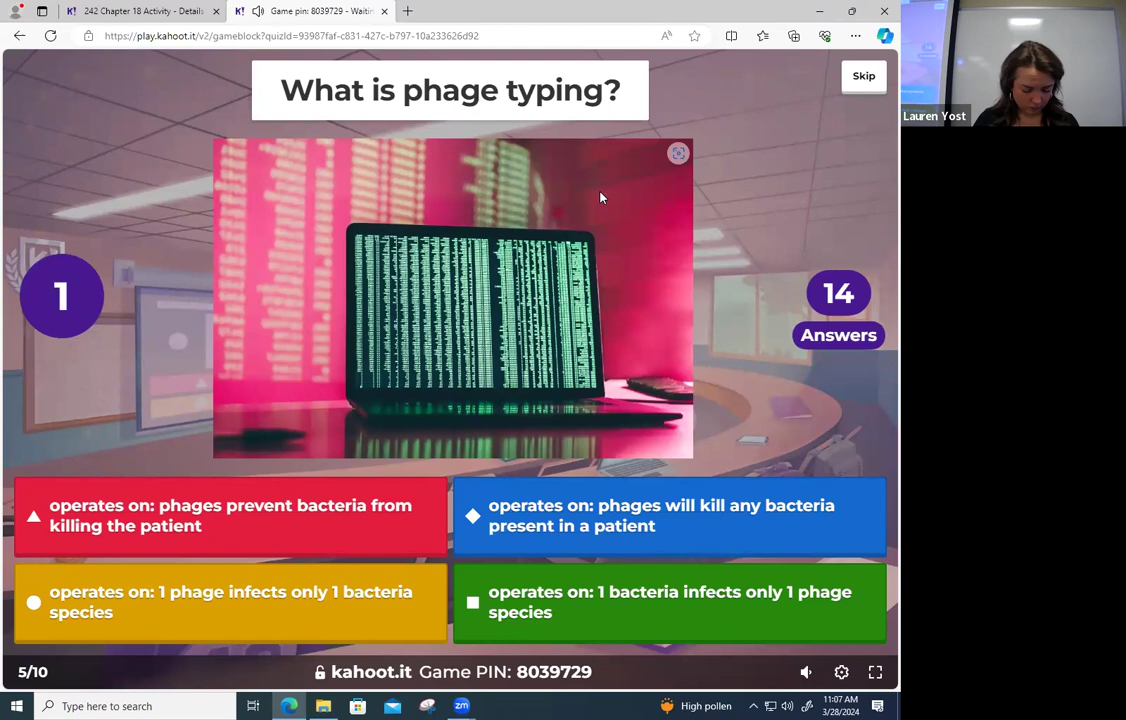 242 Chapter 18 Activity - Details
Game pin: 8039729 - Waitin
https://play.kahoot.it/v2/gameblock?quizId=93987faf-c831-427c-b797-10a233626d92
What is phage typing?
Skip
Lauren Yost
1
14
Answers
operates on: phages prevent bacteria from
killing the patient
operates on: phages will kill any bacteria
present in a patient
operates on: 1 phage infects only 1 bacteria
species
operates on: 1 bacteria infects only 1 phage
species
5/10
kahoot.it Game PIN: 8039729
Type here to search
High pollen
11:07 AM
3/28/2024